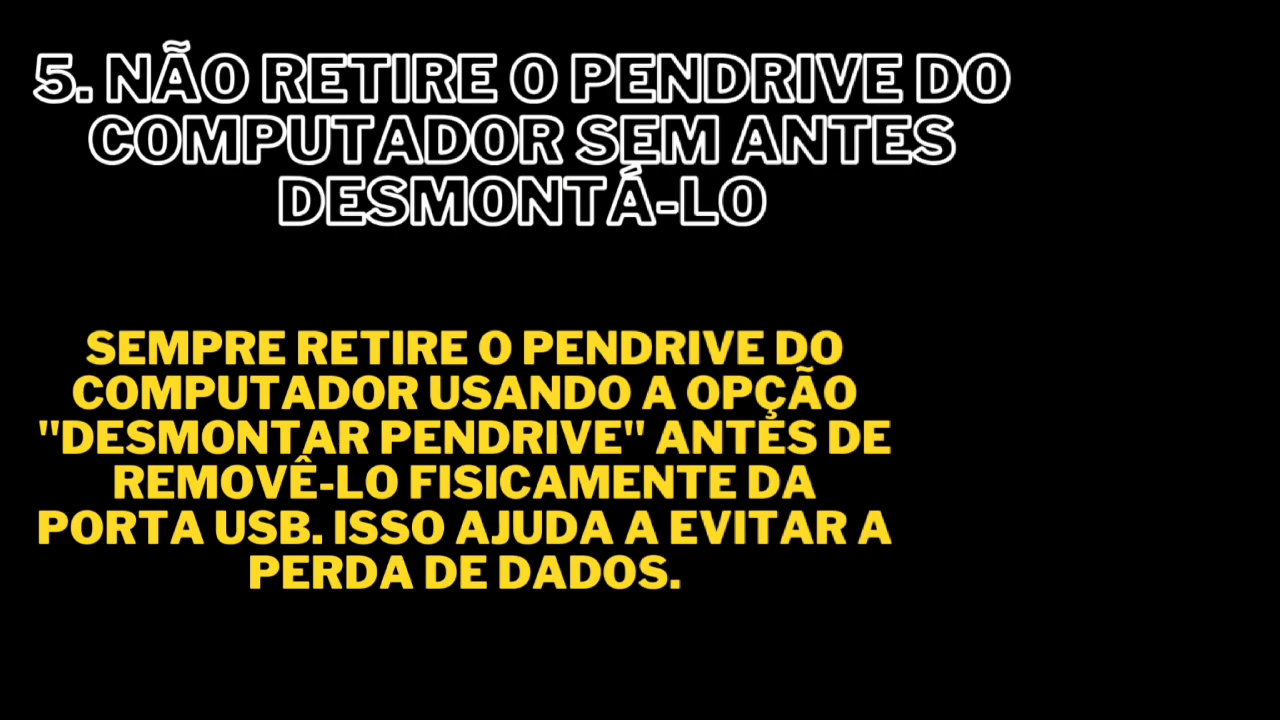 5. NÃO RETIRE O PENDRIVE DO
COMPUTADOR SEM ANTES
DESMONTÁ-LO
SEMPRE RETIRE O PENDRIVE DO
COMPUTADOR USANDO A OPÇÃO
"DESMONTAR PENDRIVE" ANTES DE
REMOVÊ-LO FISICAMENTE DA
PORTA USB. ISSO AJUDA A EVITAR A
PERDA DE DADOS.